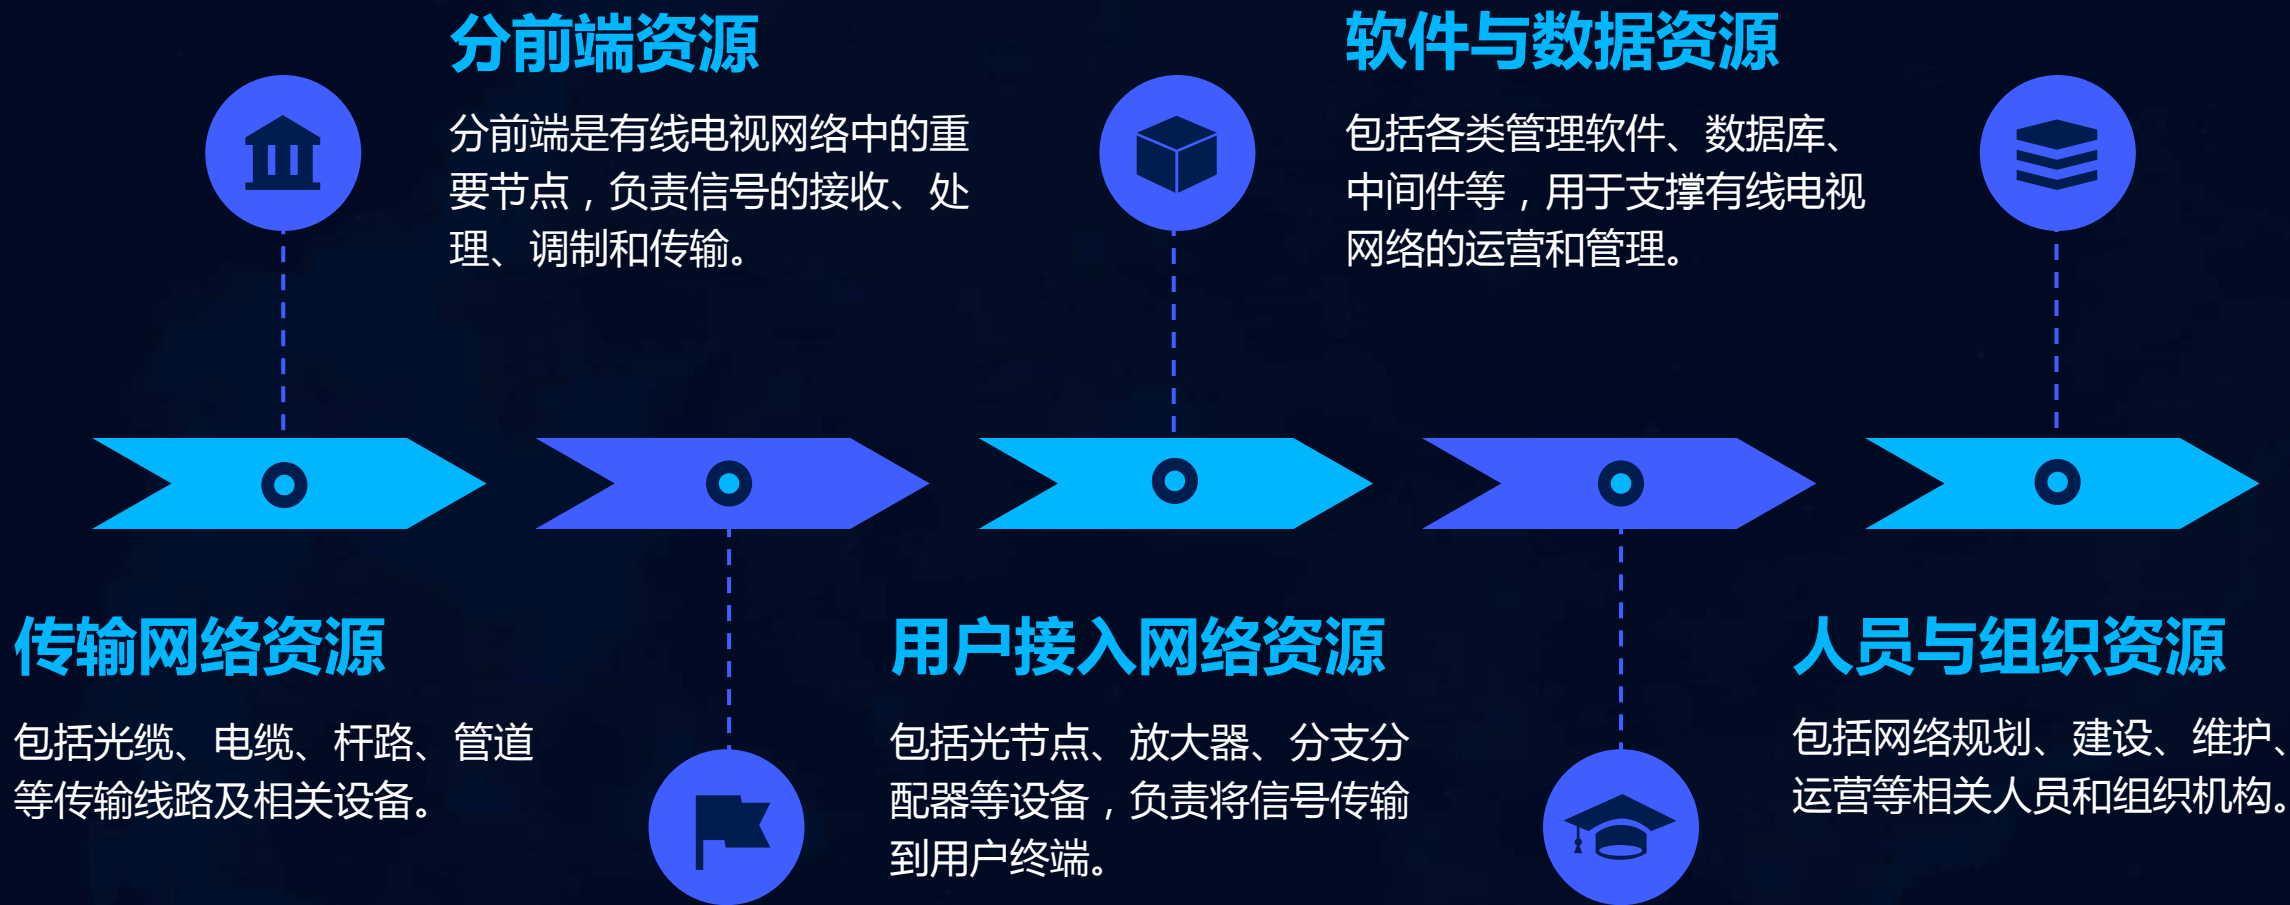 分前端资源
分前端是有线电视网络中的重
要节点，负责信号的接收、处
理、调制和传输。
软件与数据资源
包括各类管理软件、数据库、
中间件等，用于支撑有线电视
网络的运营和管理。
传输网络资源
包括光缆、电缆、杆路、管道
等传输线路及相关设备。
用户接入网络资源
包括光节点、放大器、分支分
配器等设备，负责将信号传输
到用户终端。
人员与组织资源
包括网络规划、建设、维护、
运营等相关人员和组织机构。